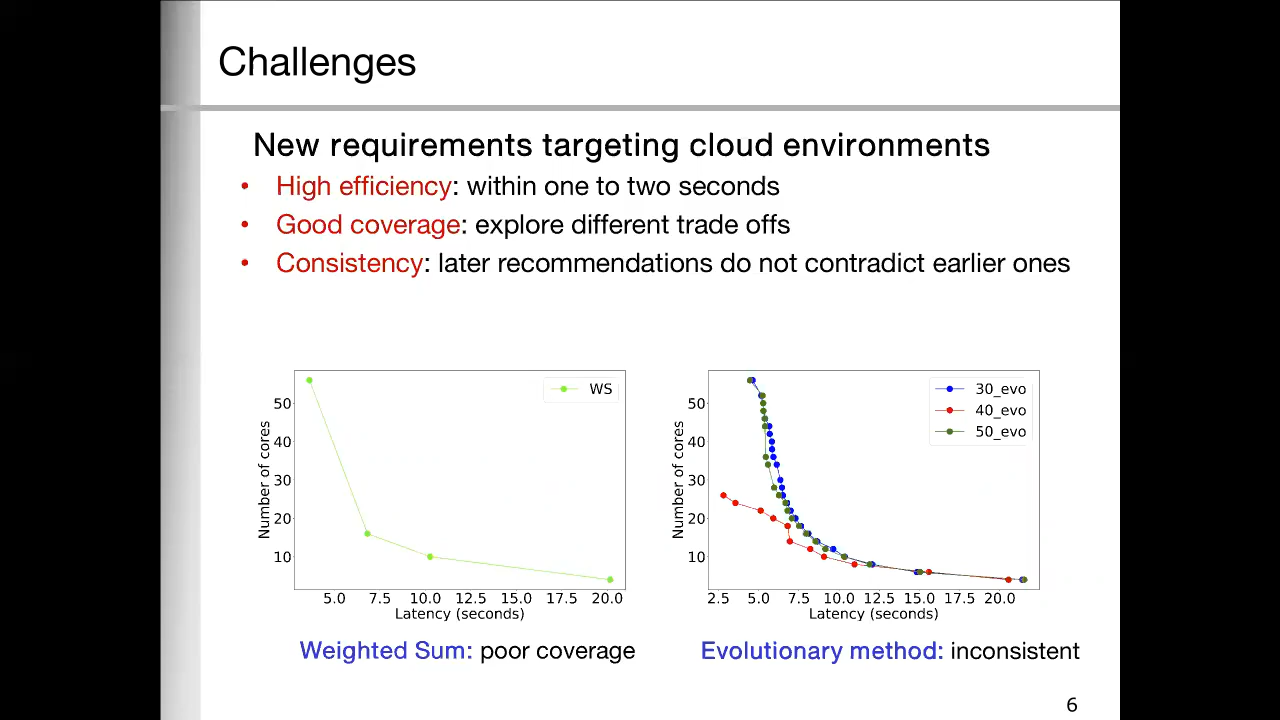 Challenges
New requirements targeting cloud environments
• High efficiency: within one to two seconds
• Good coverage: explore different trade offs
• Consistency: later recommendations do not contradict earlier ones
WS
50
40
30
20
10
Number of cores
5.0 7.5 10.0 12.5 15.0 17.5 20.0
Latency (seconds)
Weighted Sum: poor coverage
30_evo
40_evo
50_evo
50
40
30
20
10
Number of cores
2.5 5.0 7.5 10.0 12.5 15.0 17.5 20.0
Latency (seconds)
Evolutionary method: inconsistent
6